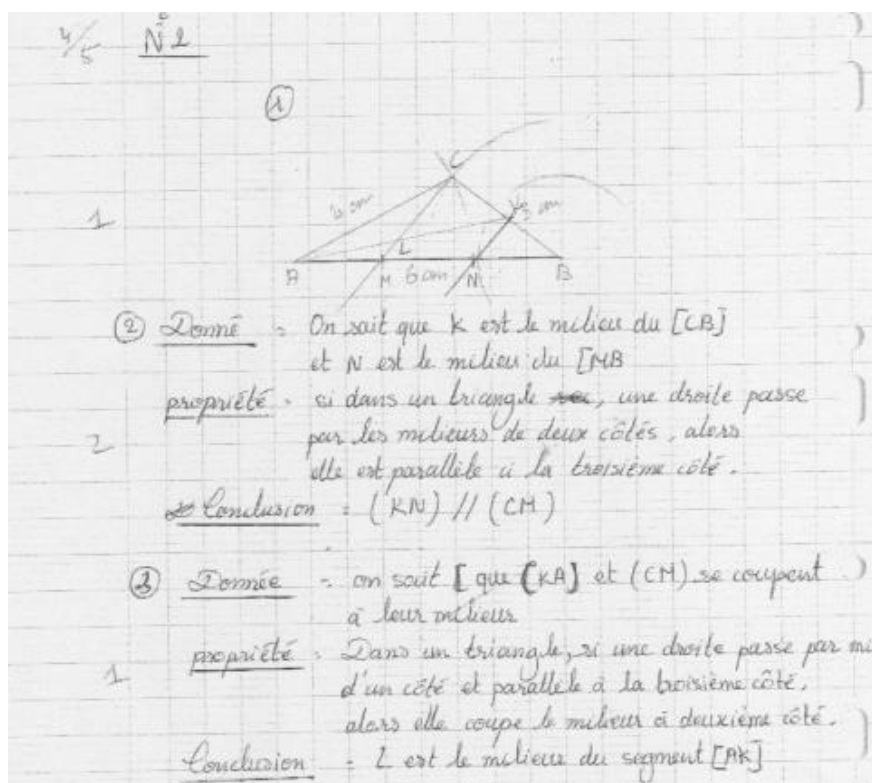 4/5 N°2
①
C
4 cm
K 3 cm
1
L
A M 6 cm N B
② Donné = On sait que K est le milieu du [CB]
et N est le milieu du [MB
propriété = si dans un triangle, une droite passe
par les milieux de deux côtés, alors
2
elle est parallèle à la troisième côté.
Conclusion = (KN) // (CM)
③ Donnée = on sait [ que [KA] et (CM) se coupent
à leur milieu
propriété = Dans un triangle, si une droite passe par mi
1
d'un côté et parallèle à la troisième côté,
alors elle coupe le milieu à deuxième côté.
Conclusion = L est le milieu du segment [AK]